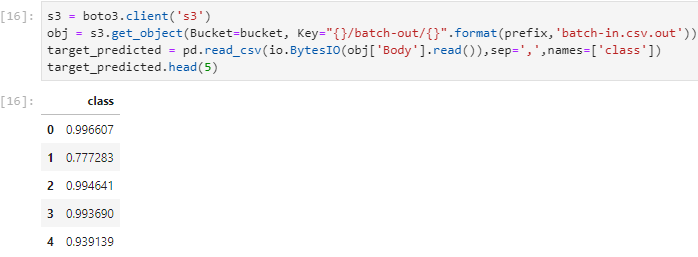 [16]: s3 = boto3.client('s3')
obj = s3.get_object(Bucket=bucket, Key="{}/batch-out/{}".format(prefix,'batch-in.csv.out'))
target_predicted = pd.read_csv(io.BytesIO(obj['Body'].read()),sep=',',names=['class'])
target_predicted.head(5)
[16]:
class
0 0.996607
1 0.777283
2 0.994641
3 0.993690
4 0.939139